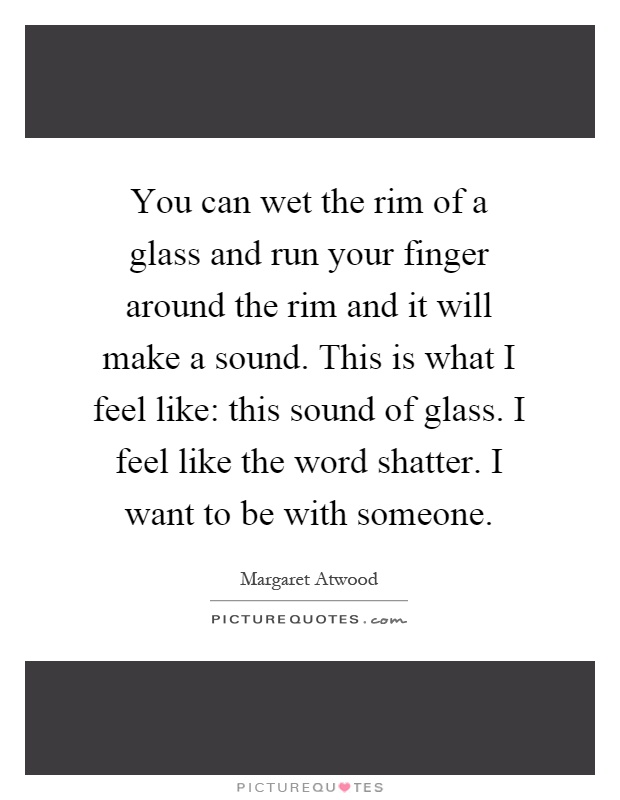 You can wet the rim of a
glass and run your finger
around the rim and it will
make a sound. This is what I
feel like: this sound of glass. I
feel like the word shatter. I
want to be with someone.
Margaret Atwood
PICTUREQUOTES.com
PICTUREQU♥TES